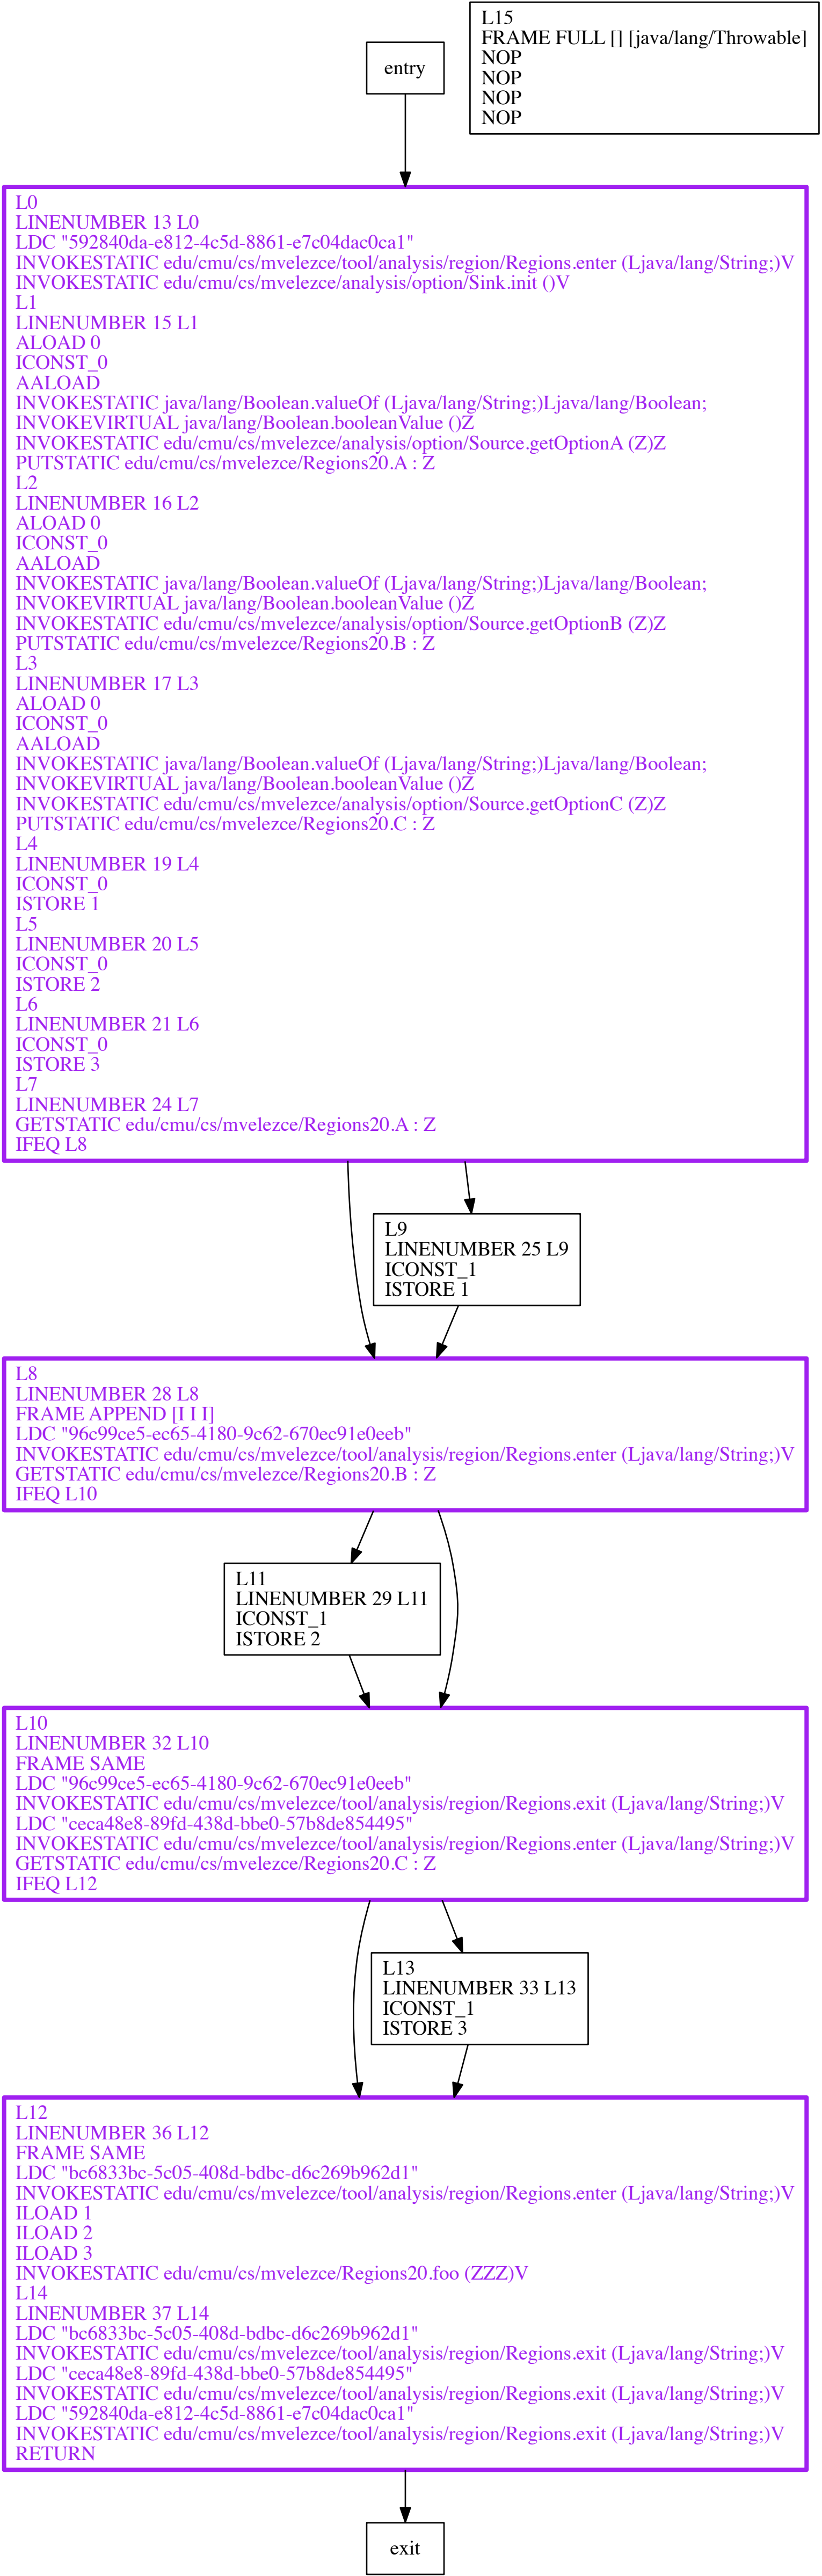 entry
L15
FRAME FULL [] [java/lang/Throwable]
NOP
NOP
NOP
NOP
L0
LINENUMBER 13 L0
LDC "592840da-e812-4c5d-8861-e7c04dac0ca1"
INVOKESTATIC edu/cmu/cs/mvelezce/tool/analysis/region/Regions.enter (Ljava/lang/String;)V
INVOKESTATIC edu/cmu/cs/mvelezce/analysis/option/Sink.init ()V
L1
LINENUMBER 15 L1
ALOAD 0
ICONST_0
AALOAD
INVOKESTATIC java/lang/Boolean.valueOf (Ljava/lang/String;)Ljava/lang/Boolean;
INVOKEVIRTUAL java/lang/Boolean.booleanValue ()Z
INVOKESTATIC edu/cmu/cs/mvelezce/analysis/option/Source.getOptionA (Z)Z
PUTSTATIC edu/cmu/cs/mvelezce/Regions20.A : Z
L2
LINENUMBER 16 L2
ALOAD 0
ICONST_0
AALOAD
INVOKESTATIC java/lang/Boolean.valueOf (Ljava/lang/String;)Ljava/lang/Boolean;
INVOKEVIRTUAL java/lang/Boolean.booleanValue ()Z
INVOKESTATIC edu/cmu/cs/mvelezce/analysis/option/Source.getOptionB (Z)Z
PUTSTATIC edu/cmu/cs/mvelezce/Regions20.B : Z
L3
LINENUMBER 17 L3
ALOAD 0
ICONST_0
AALOAD
INVOKESTATIC java/lang/Boolean.valueOf (Ljava/lang/String;)Ljava/lang/Boolean;
INVOKEVIRTUAL java/lang/Boolean.booleanValue ()Z
INVOKESTATIC edu/cmu/cs/mvelezce/analysis/option/Source.getOptionC (Z)Z
PUTSTATIC edu/cmu/cs/mvelezce/Regions20.C : Z
L4
LINENUMBER 19 L4
ICONST_0
ISTORE 1
L5
LINENUMBER 20 L5
ICONST_0
ISTORE 2
L6
LINENUMBER 21 L6
ICONST_0
ISTORE 3
L7
LINENUMBER 24 L7
GETSTATIC edu/cmu/cs/mvelezce/Regions20.A : Z
IFEQ L8
L9
LINENUMBER 25 L9
ICONST_1
ISTORE 1
L8
LINENUMBER 28 L8
FRAME APPEND [I I I]
LDC "96c99ce5-ec65-4180-9c62-670ec91e0eeb"
INVOKESTATIC edu/cmu/cs/mvelezce/tool/analysis/region/Regions.enter (Ljava/lang/String;)V
GETSTATIC edu/cmu/cs/mvelezce/Regions20.B : Z
IFEQ L10
L11
LINENUMBER 29 L11
ICONST_1
ISTORE 2
L10
LINENUMBER 32 L10
FRAME SAME
LDC "96c99ce5-ec65-4180-9c62-670ec91e0eeb"
INVOKESTATIC edu/cmu/cs/mvelezce/tool/analysis/region/Regions.exit (Ljava/lang/String;)V
LDC "ceca48e8-89fd-438d-bbe0-57b8de854495"
INVOKESTATIC edu/cmu/cs/mvelezce/tool/analysis/region/Regions.enter (Ljava/lang/String;)V
GETSTATIC edu/cmu/cs/mvelezce/Regions20.C : Z
IFEQ L12
L13
LINENUMBER 33 L13
ICONST_1
ISTORE 3
L12
LINENUMBER 36 L12
FRAME SAME
LDC "bc6833bc-5c05-408d-bdbc-d6c269b962d1"
INVOKESTATIC edu/cmu/cs/mvelezce/tool/analysis/region/Regions.enter (Ljava/lang/String;)V
ILOAD 1
ILOAD 2
ILOAD 3
INVOKESTATIC edu/cmu/cs/mvelezce/Regions20.foo (ZZZ)V
L14
LINENUMBER 37 L14
LDC "bc6833bc-5c05-408d-bdbc-d6c269b962d1"
INVOKESTATIC edu/cmu/cs/mvelezce/tool/analysis/region/Regions.exit (Ljava/lang/String;)V
LDC "ceca48e8-89fd-438d-bbe0-57b8de854495"
INVOKESTATIC edu/cmu/cs/mvelezce/tool/analysis/region/Regions.exit (Ljava/lang/String;)V
LDC "592840da-e812-4c5d-8861-e7c04dac0ca1"
INVOKESTATIC edu/cmu/cs/mvelezce/tool/analysis/region/Regions.exit (Ljava/lang/String;)V
RETURN
exit